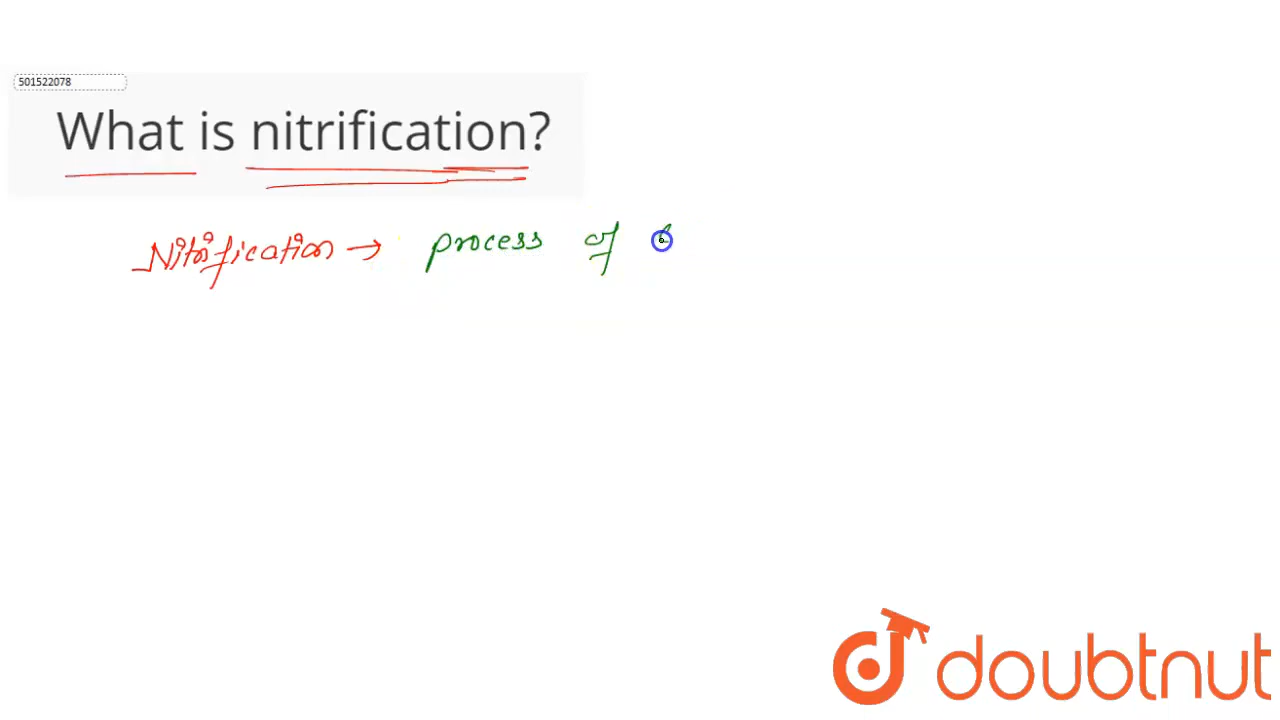 501522078
What is nitrification?
Nitrification → process of
doubtnut